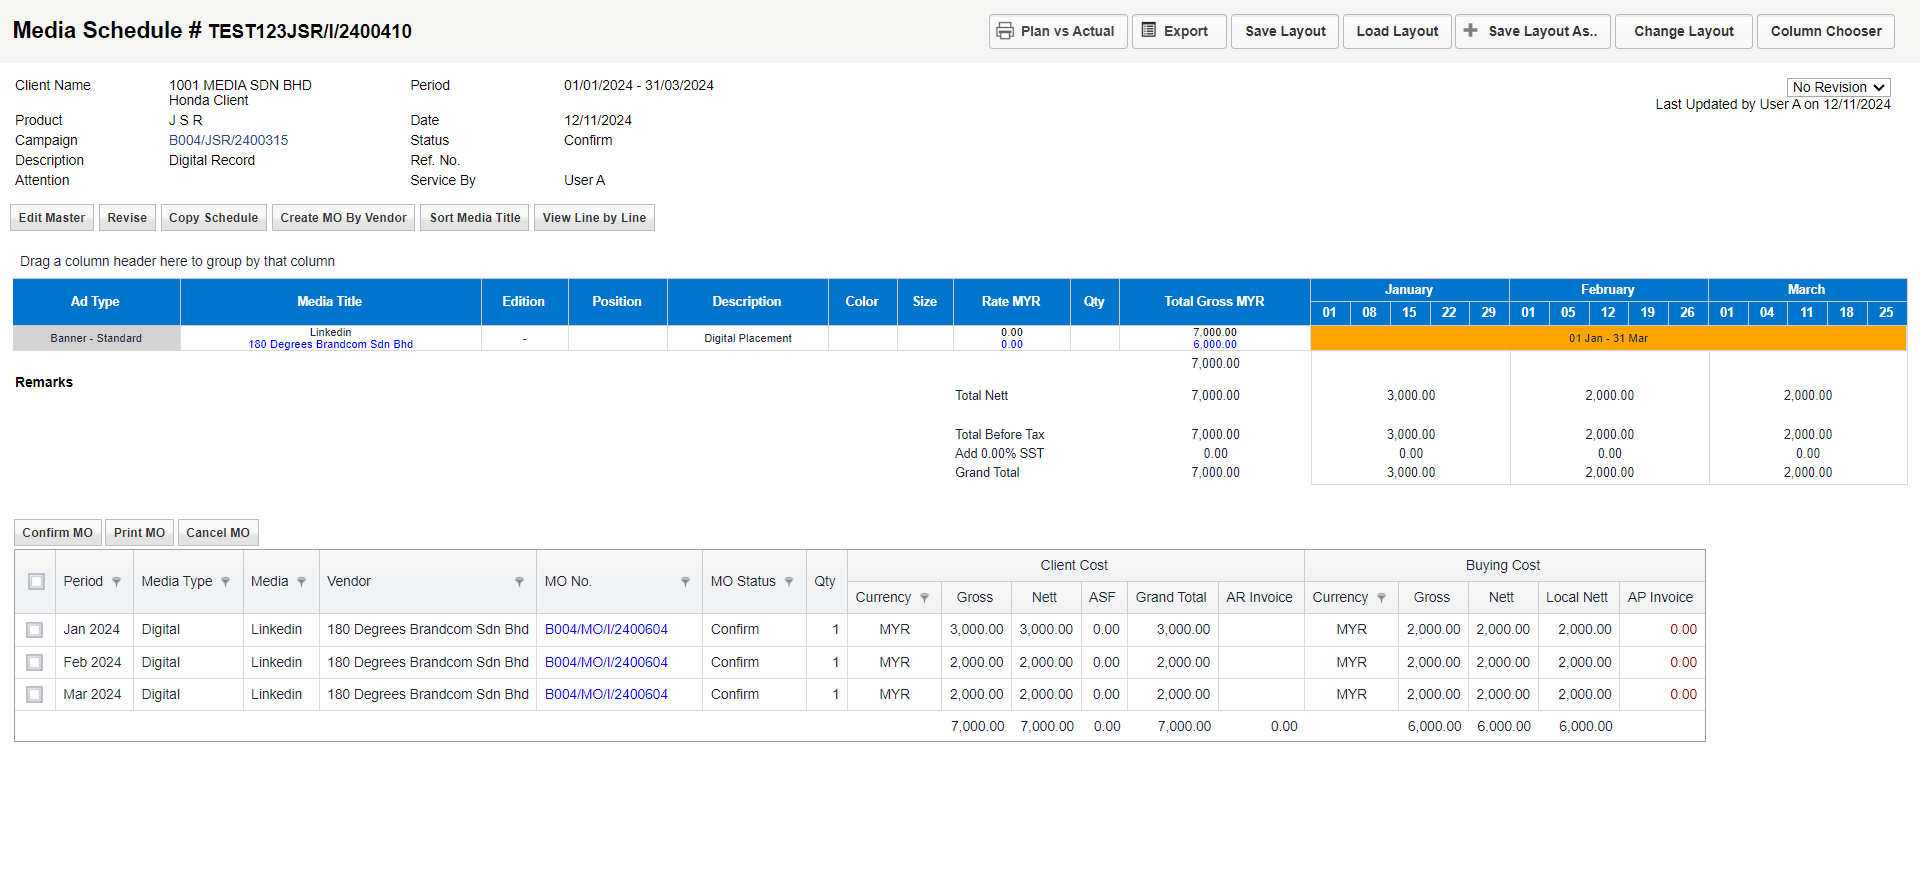 Media Schedule # TEST123JSR/I/2400410
Plan vs Actual Export Save Layout Load Layout Save Layout As.. Change Layout Column Chooser
Client Name 1001 MEDIA SDN BHD Period 01/01/2024 - 31/03/2024 No Revision
Honda Client
Last Updated by User A on 12/11/2024
Product J S R Date 12/11/2024
Campaign B004/JSR/2400315 Status Confirm
Description Digital Record Ref. No.
Attention Service By User A
Edit Master Revise Copy Schedule Create MO By Vendor Sort Media Title View Line by Line
Drag a column header here to group by that column
Ad Type Media Title Edition Position Description Color Size Rate MYR Qty Total Gross MYR January February March
01 08 15 22 29 01 05 12 19 26 01 04 11 18 25
Banner - Standard Linkedin - Digital Placement 0.00 7,000.00 01 Jan - 31 Mar
180 Degrees Brandcom Sdn Bhd 0.00 6,000.00
7,000.00
Remarks
Total Nett 7,000.00 3,000.00 2,000.00 2,000.00
Total Before Tax 7,000.00 3,000.00 2,000.00 2,000.00
Add 0.00% SST 0.00 0.00 0.00 0.00
Grand Total 7,000.00 3,000.00 2,000.00 2,000.00
Confirm MO Print MO Cancel MO
Client Cost Buying Cost
Period Media Type Media Vendor MO No. MO Status Qty
Currency Gross Nett ASF Grand Total AR Invoice Currency Gross Nett Local Nett AP Invoice
Jan 2024 Digital Linkedin 180 Degrees Brandcom Sdn Bhd B004/MO/I/2400604 Confirm 1 MYR 3,000.00 3,000.00 0.00 3,000.00 MYR 2,000.00 2,000.00 2,000.00 0.00
Feb 2024 Digital Linkedin 180 Degrees Brandcom Sdn Bhd B004/MO/I/2400604 Confirm 1 MYR 2,000.00 2,000.00 0.00 2,000.00 MYR 2,000.00 2,000.00 2,000.00 0.00
Mar 2024 Digital Linkedin 180 Degrees Brandcom Sdn Bhd B004/MO/I/2400604 Confirm 1 MYR 2,000.00 2,000.00 0.00 2,000.00 MYR 2,000.00 2,000.00 2,000.00 0.00
7,000.00 7,000.00 0.00 7,000.00 0.00 6,000.00 6,000.00 6,000.00